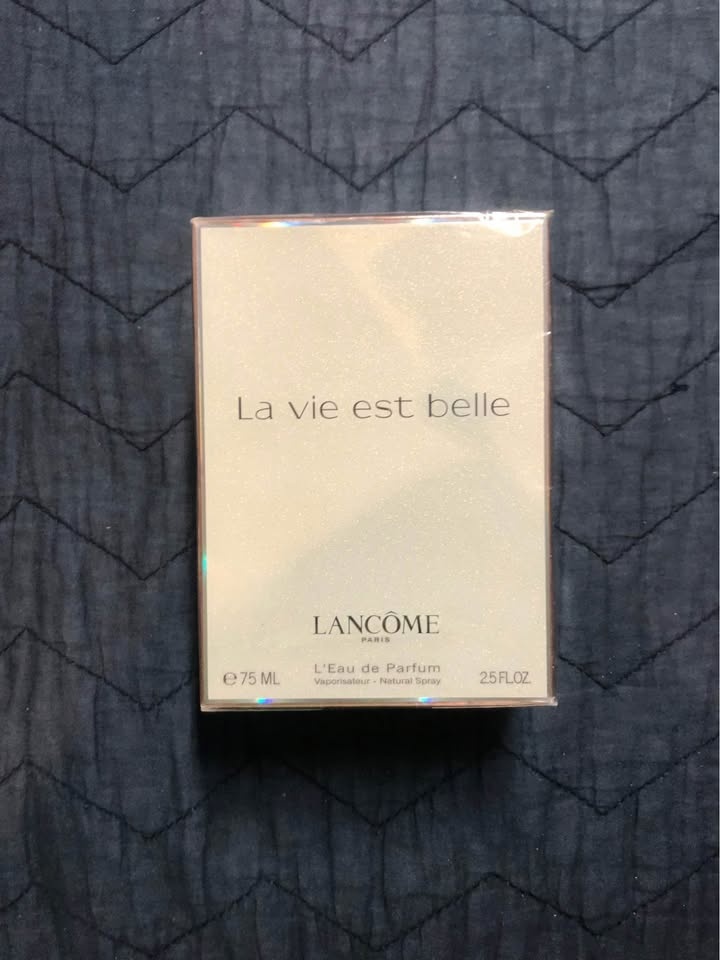 La vie est belle
LANCÔME
PARIS
L'Eau de Parfum
℮ 75 ML Vaporisateur - Natural Spray 2.5 FL.OZ.